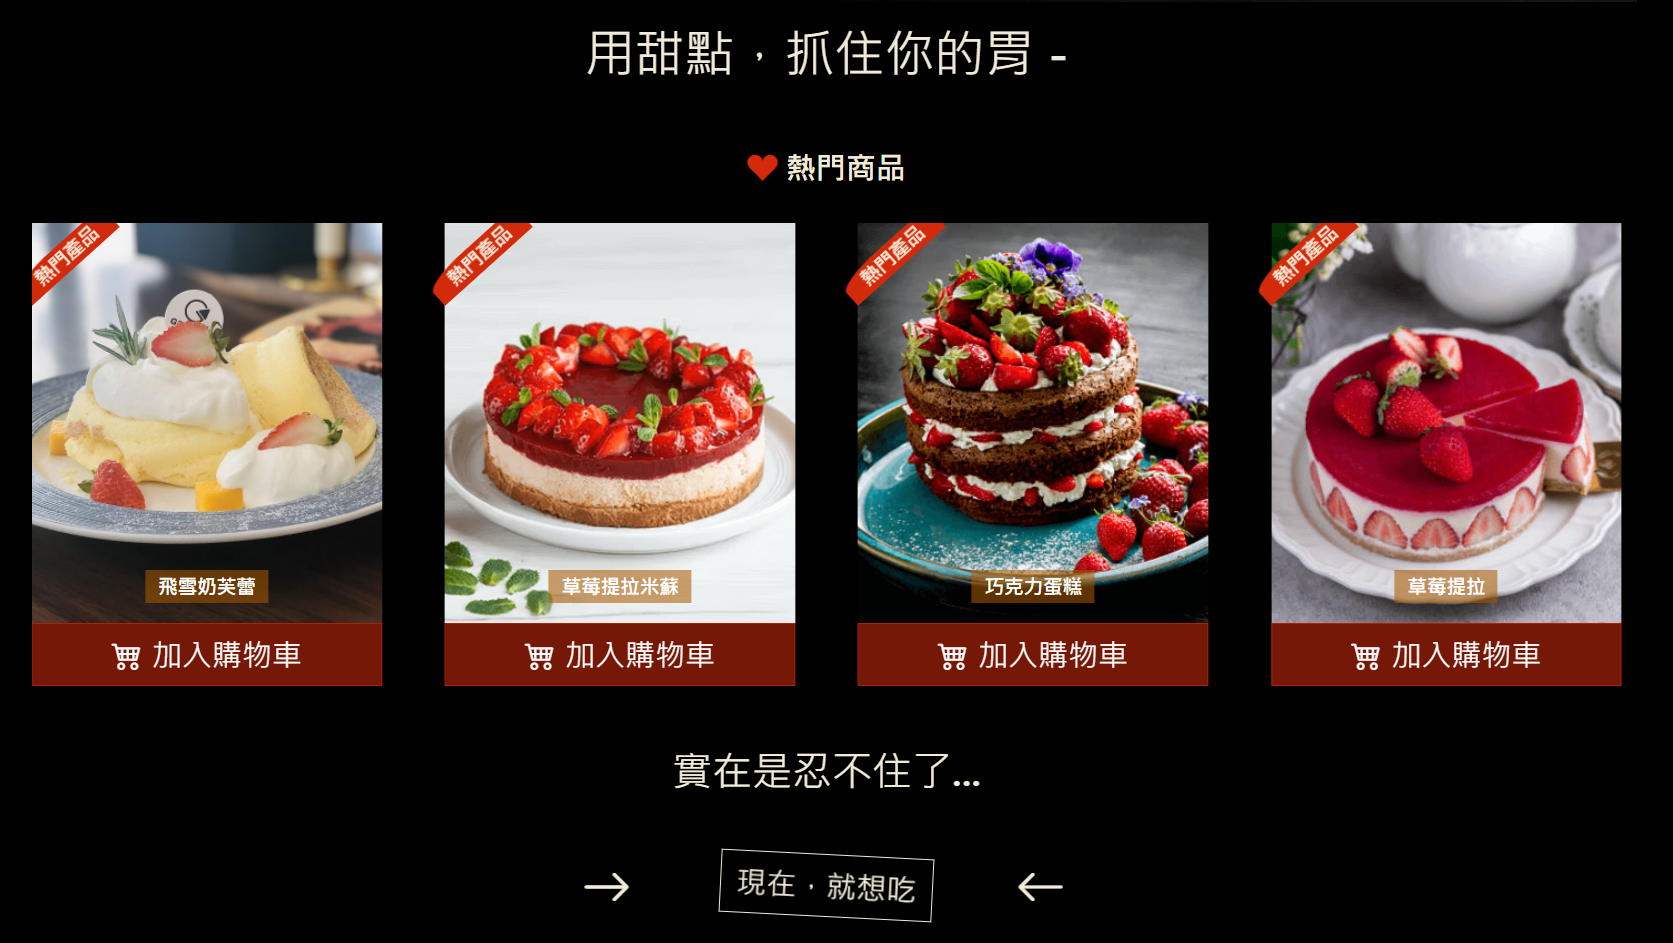 用甜點，抓住你的胃 -
熱門商品
熱門產品
熱門產品
熱門產品
熱門產品
飛雪奶芙蕾
草莓提拉米蘇
巧克力蛋糕
草莓提拉
加入購物車
加入購物車
加入購物車
加入購物車
實在是忍不住了...
現在，就想吃